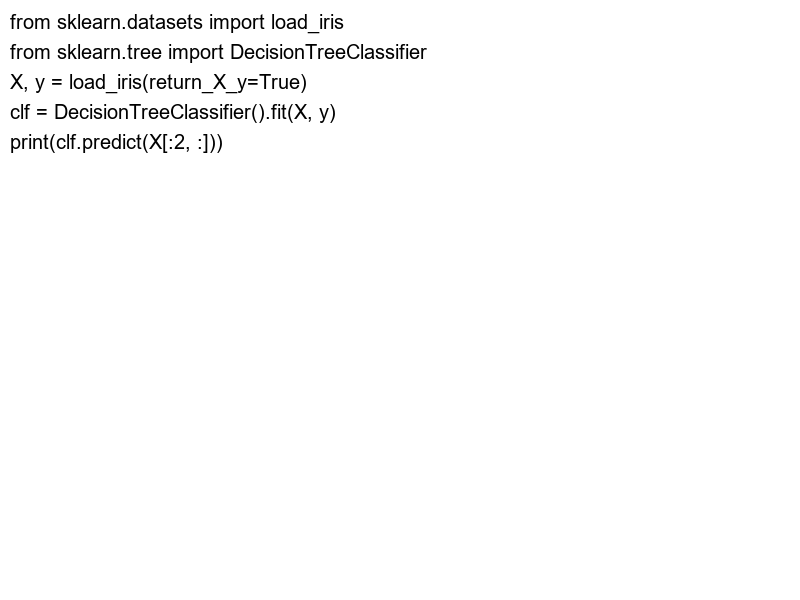 from sklearn.datasets import load_iris
from sklearn.tree import DecisionTreeClassifier
X, y = load_iris(return_X_y=True)
clf = DecisionTreeClassifier().fit(X, y)
print(clf.predict(X[:2, :]))